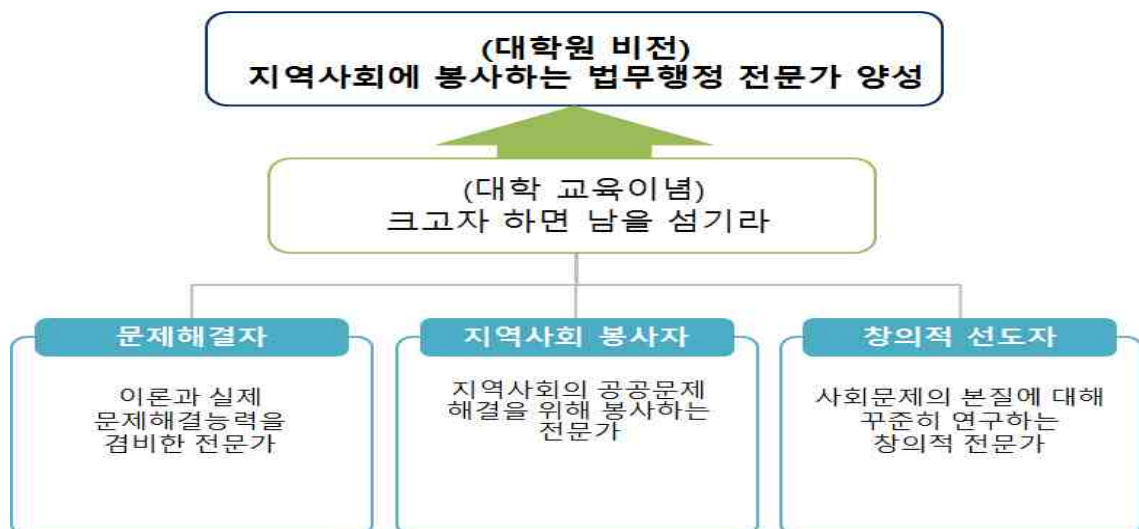 (대학원 비전)
지역사회에 봉사하는 법무행정 전문가 양성
(대학 교육이념)
크고자 하면 남을 섬기라
문제해결자
이론과 실제
문제해결능력을
겸비한 전문가
지역사회 봉사자
지역사회의 공공문제
해결을 위해 봉사하는
전문가
창의적 선도자
사회문제의 본질에 대해
꾸준히 연구하는
창의적 전문가